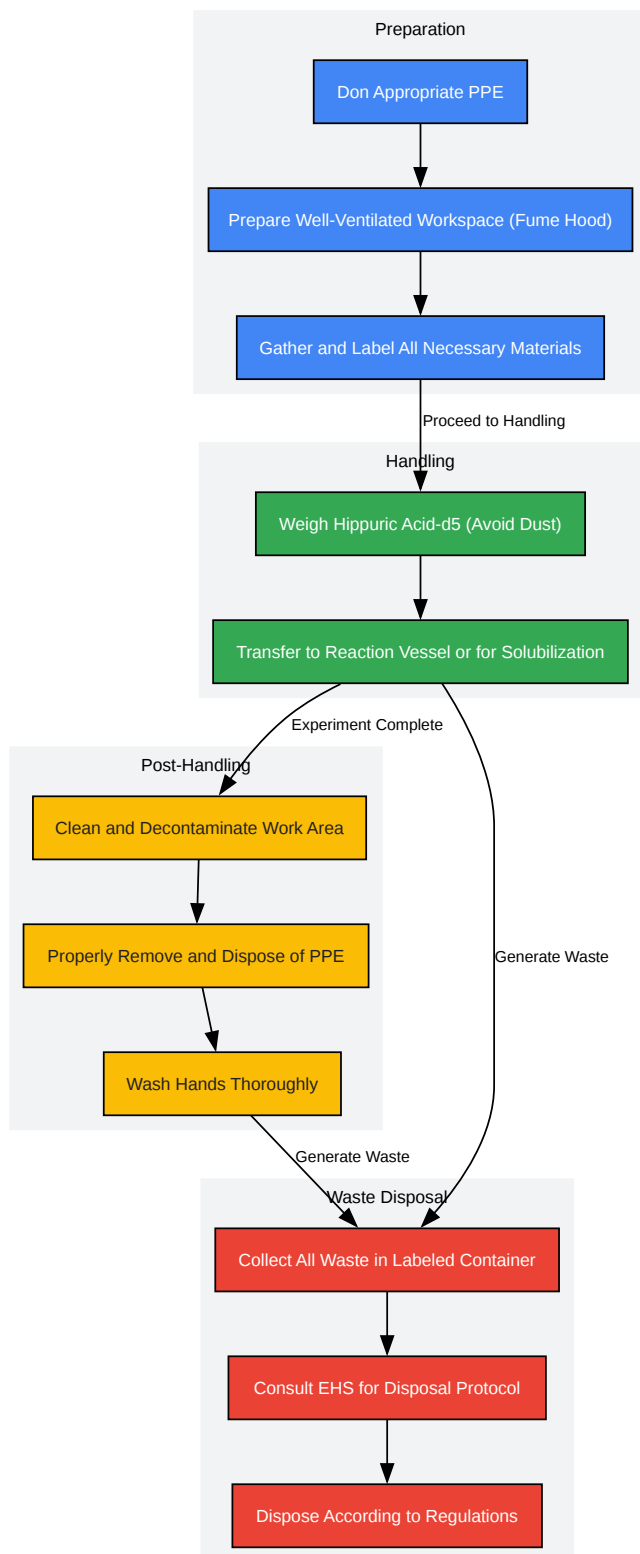 Preparation
Don Appropriate PPE
Prepare Well-Ventilated Workspace (Fume Hood)
Gather and Label All Necessary Materials
Proceed to Handling
Handling
Weigh Hippuric Acid-d5 (Avoid Dust)
Transfer to Reaction Vessel or for Solubilization
Experiment Complete
Post-Handling
Clean and Decontaminate Work Area
Properly Remove and Dispose of PPE
Generate Waste
Wash Hands Thoroughly
Generate Waste
Waste Disposal
Collect All Waste in Labeled Container
Consult EHS for Disposal Protocol
Dispose According to Regulations